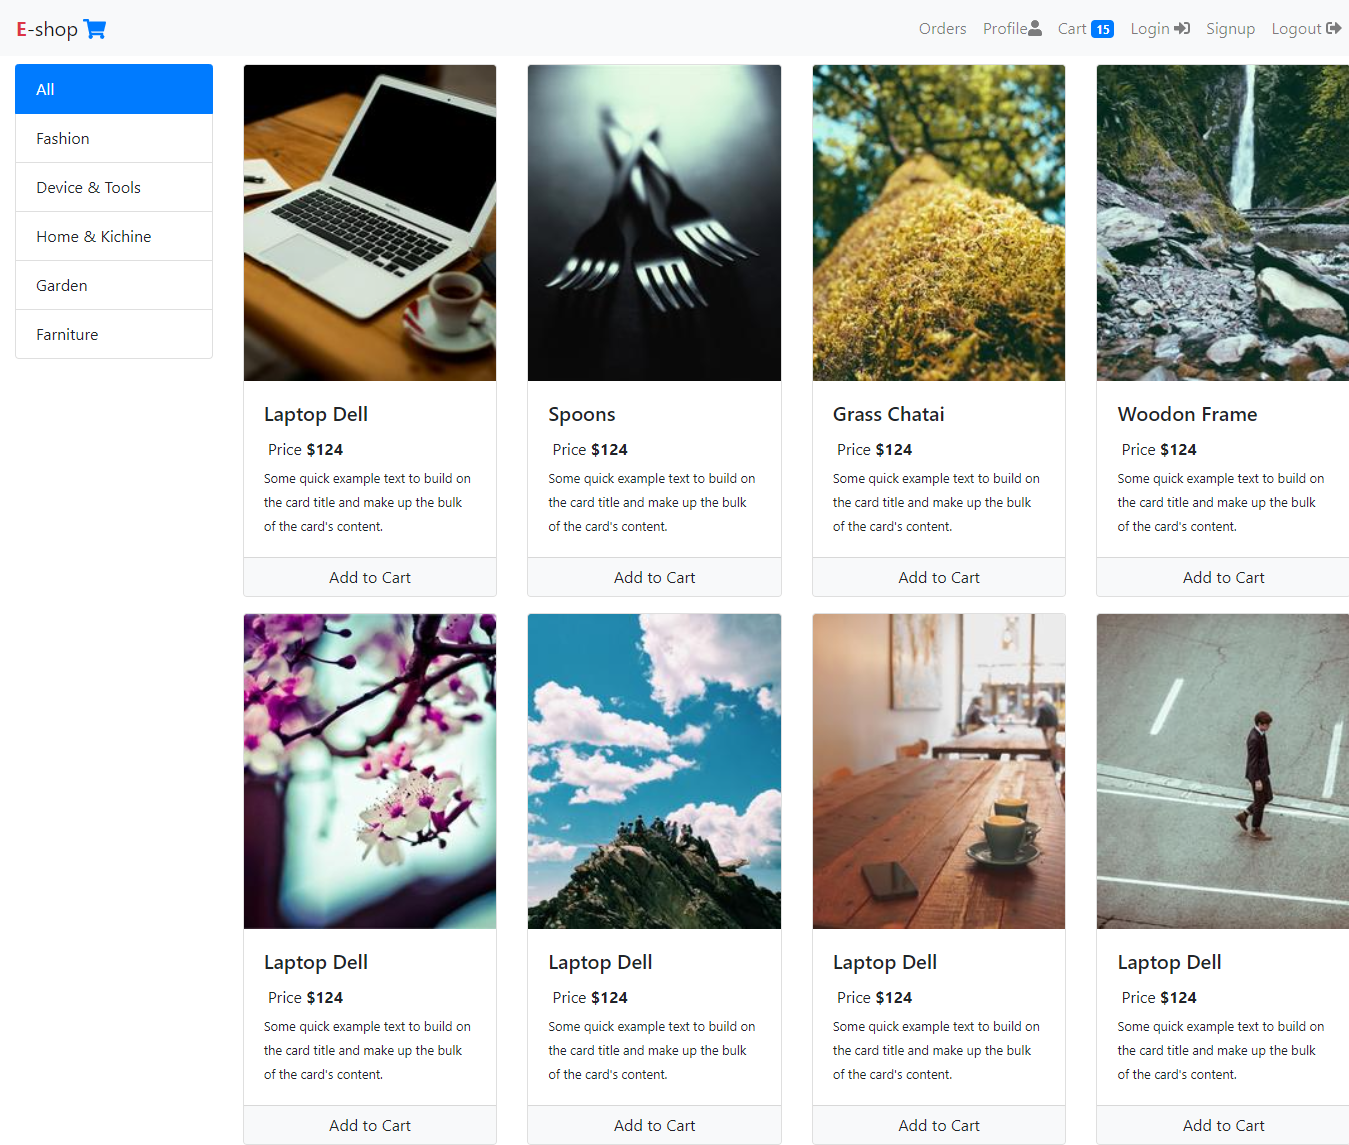 E-shop
Orders Profile Cart 15 Login Signup Logout
All
Fashion
Device & Tools
Home & Kichine
Garden
Farniture
Laptop Dell
Price $124
Some quick example text to build on
the card title and make up the bulk
of the card's content.
Add to Cart
Spoons
Price $124
Some quick example text to build on
the card title and make up the bulk
of the card's content.
Add to Cart
Grass Chatai
Price $124
Some quick example text to build on
the card title and make up the bulk
of the card's content.
Add to Cart
Woodon Frame
Price $124
Some quick example text to build on
the card title and make up the bulk
of the card's content.
Add to Cart
Laptop Dell
Price $124
Some quick example text to build on
the card title and make up the bulk
of the card's content.
Add to Cart
Laptop Dell
Price $124
Some quick example text to build on
the card title and make up the bulk
of the card's content.
Add to Cart
Laptop Dell
Price $124
Some quick example text to build on
the card title and make up the bulk
of the card's content.
Add to Cart
Laptop Dell
Price $124
Some quick example text to build on
the card title and make up the bulk
of the card's content.
Add to Cart